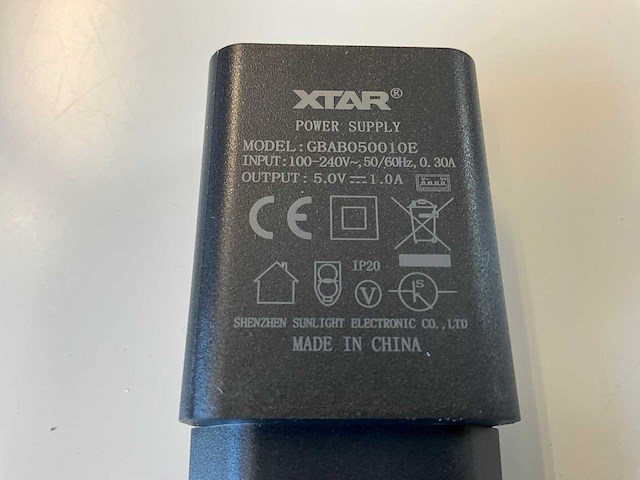 XTAR®
POWER SUPPLY
MODEL:GBAB050010E
INPUT:100-240V~,50/60Hz, 0.30A
OUTPUT: 5.0V⎓1.0A
CE
IP20
V
S
SHENZHEN SUNLIGHT ELECTRONIC CO.,LTD
MADE IN CHINA